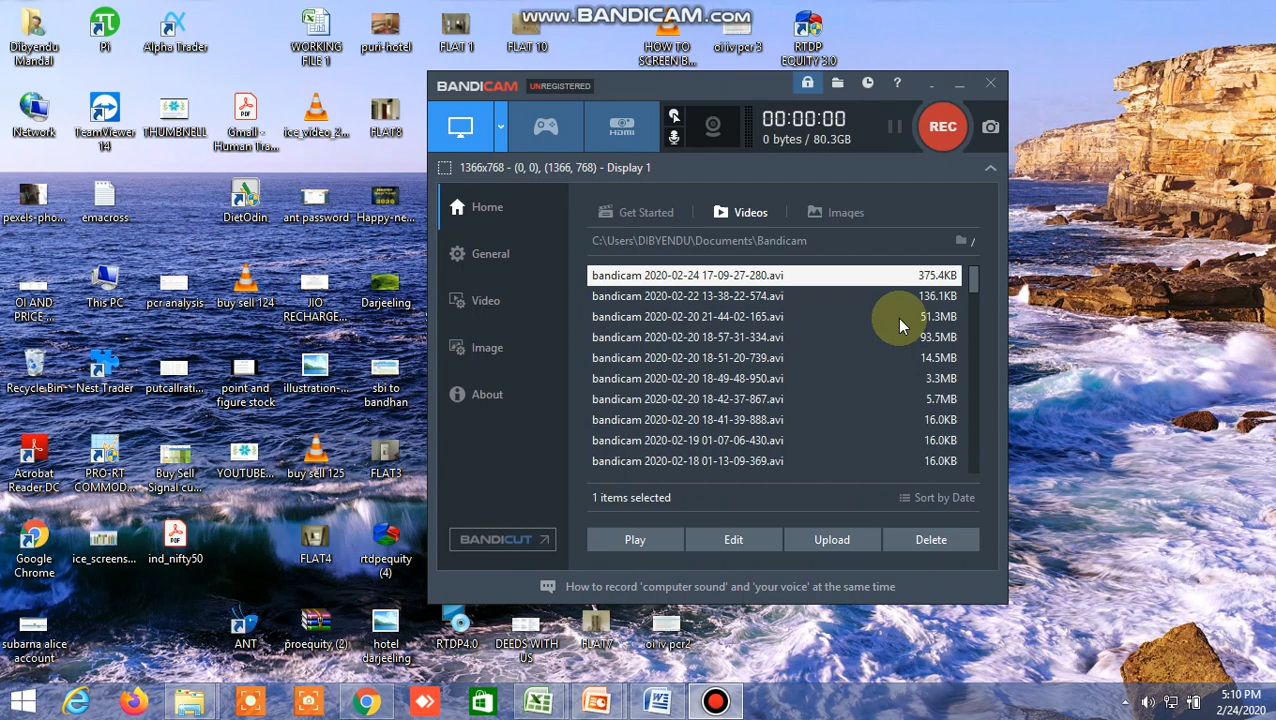 www.BANDICAM.com
Dibyendu
Mandal
Pi
Alpha Trader
WORKING
FILE 1
puri-hotel
FLAT 1
FLAT 10
HOW TO
SCREEN B...
oi iv pcr 3
RTDP
EQUITY 3.0
Network
TeamViewer
14
THUMBNELL
Gmail -
Human Tra...
ice_video_2...
FLAT8
pexels-pho...
emacross
DietOdin
ant password
Happy-ne...
OI AND
PRICE ...
This PC
pcr analysis
buy sell 124
JIO
RECHARGE
Darjeeling
Recycle Bin
Nest Trader
putcallrati...
point and
figure stock
illustration-...
sbi to
bandhan
Acrobat
Reader DC
PRO-RT
COMMOD...
Buy Sell
Signal cu...
YOUTUBE...
buy sell 125
FLAT3
Google
Chrome
ice_screens...
ind_nifty50
FLAT4
rtdpequity
(4)
subarna alice
account
ANT
proequity (2)
hotel
darjeeling
RTDP4.0
DEEDS WITH
US
FLAT7
oi iv pcr2
BANDICAM UNREGISTERED
?
HDMI
00:00:00
0 bytes / 80.3GB
REC
1366x768 - (0, 0), (1366, 768) - Display 1
Home
General
Video
Image
About
BANDICUT
Get Started
Videos
Images
C:\Users\DIBYENDU\Documents\Bandicam
/
bandicam 2020-02-24 17-09-27-280.avi 375.4KB
bandicam 2020-02-22 13-38-22-574.avi 136.1KB
bandicam 2020-02-20 21-44-02-165.avi 51.3MB
bandicam 2020-02-20 18-57-31-334.avi 93.5MB
bandicam 2020-02-20 18-51-20-739.avi 14.5MB
bandicam 2020-02-20 18-49-48-950.avi 3.3MB
bandicam 2020-02-20 18-42-37-867.avi 5.7MB
bandicam 2020-02-20 18-41-39-888.avi 16.0KB
bandicam 2020-02-19 01-07-06-430.avi 16.0KB
bandicam 2020-02-18 01-13-09-369.avi 16.0KB
1 items selected
Sort by Date
Play
Edit
Upload
Delete
How to record 'computer sound' and 'your voice' at the same time
5:10 PM
2/24/2020